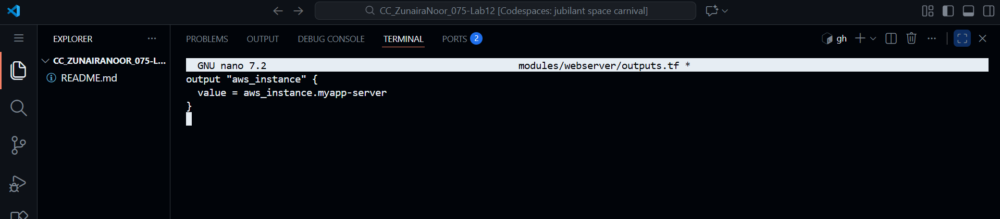 CC_ZunairaNoor_075-Lab12 [Codespaces: jubilant space carnival]
EXPLORER
PROBLEMS OUTPUT DEBUG CONSOLE TERMINAL PORTS 2
gh
CC_ZUNAIRANOOR_075-L...
README.md
GNU nano 7.2 modules/webserver/outputs.tf *
output "aws_instance" {
  value = aws_instance.myapp-server
}